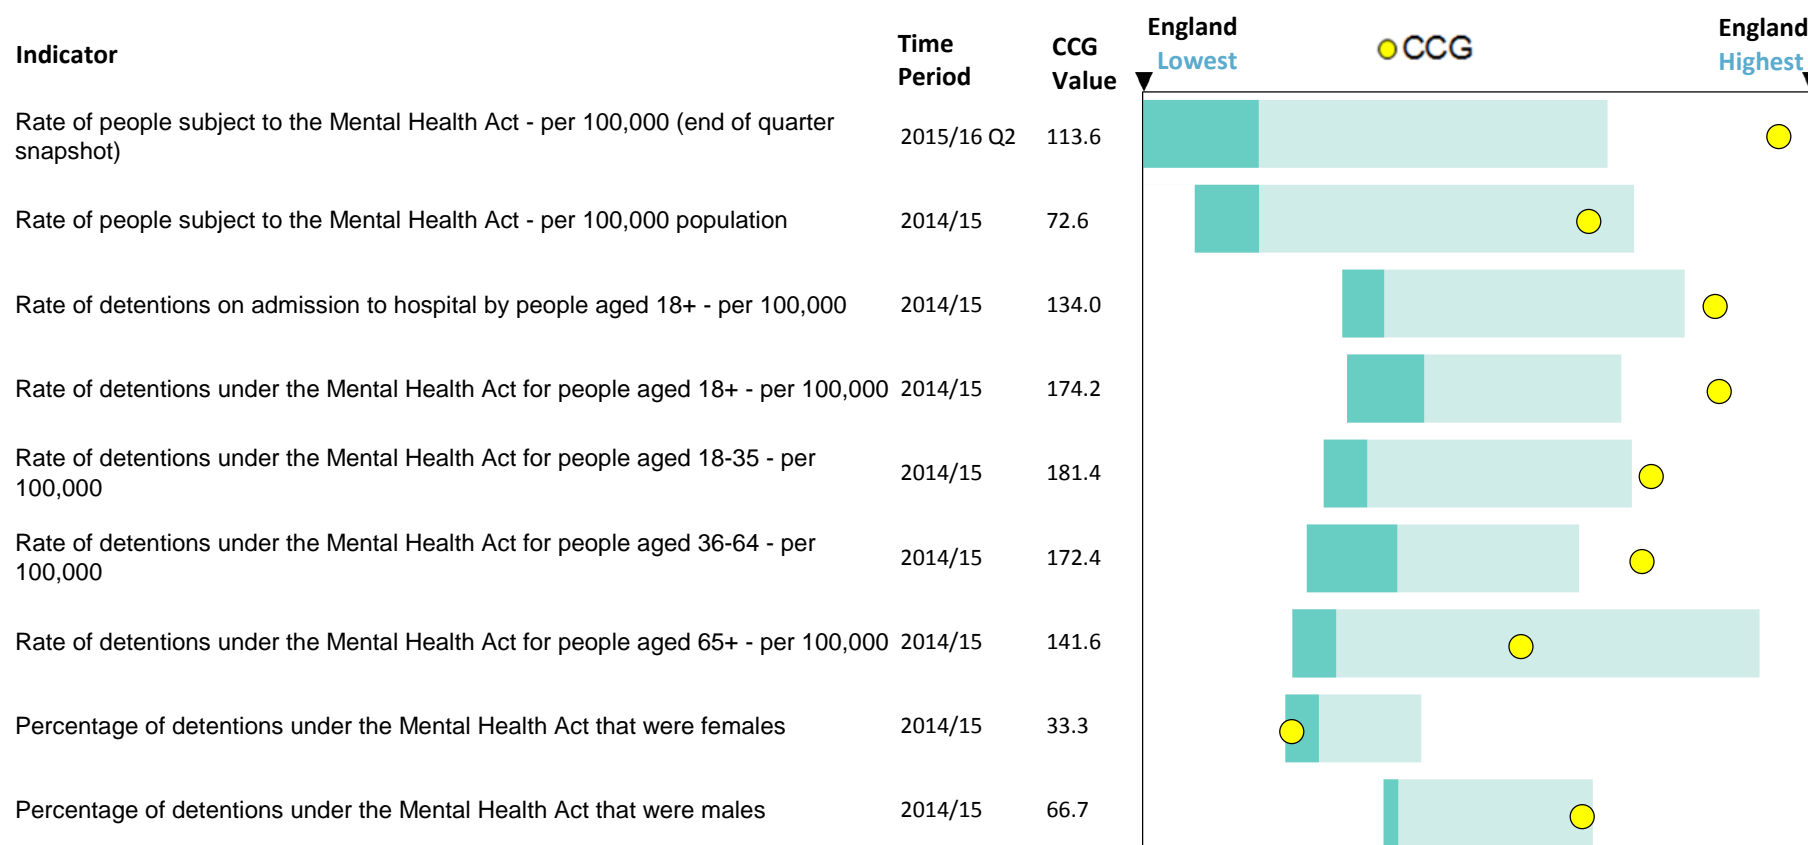 Indicator
Time
Period
CCG
Value
England
Lowest
CCG
England
Highest
Rate of people subject to the Mental Health Act - per 100,000 (end of quarter
snapshot)
2015/16 Q2
113.6
Rate of people subject to the Mental Health Act - per 100,000 population
2014/15
72.6
Rate of detentions on admission to hospital by people aged 18+ - per 100,000
2014/15
134.0
Rate of detentions under the Mental Health Act for people aged 18+ - per 100,000
2014/15
174.2
Rate of detentions under the Mental Health Act for people aged 18-35 - per
100,000
2014/15
181.4
Rate of detentions under the Mental Health Act for people aged 36-64 - per
100,000
2014/15
172.4
Rate of detentions under the Mental Health Act for people aged 65+ - per 100,000
2014/15
141.6
Percentage of detentions under the Mental Health Act that were females
2014/15
33.3
Percentage of detentions under the Mental Health Act that were males
2014/15
66.7